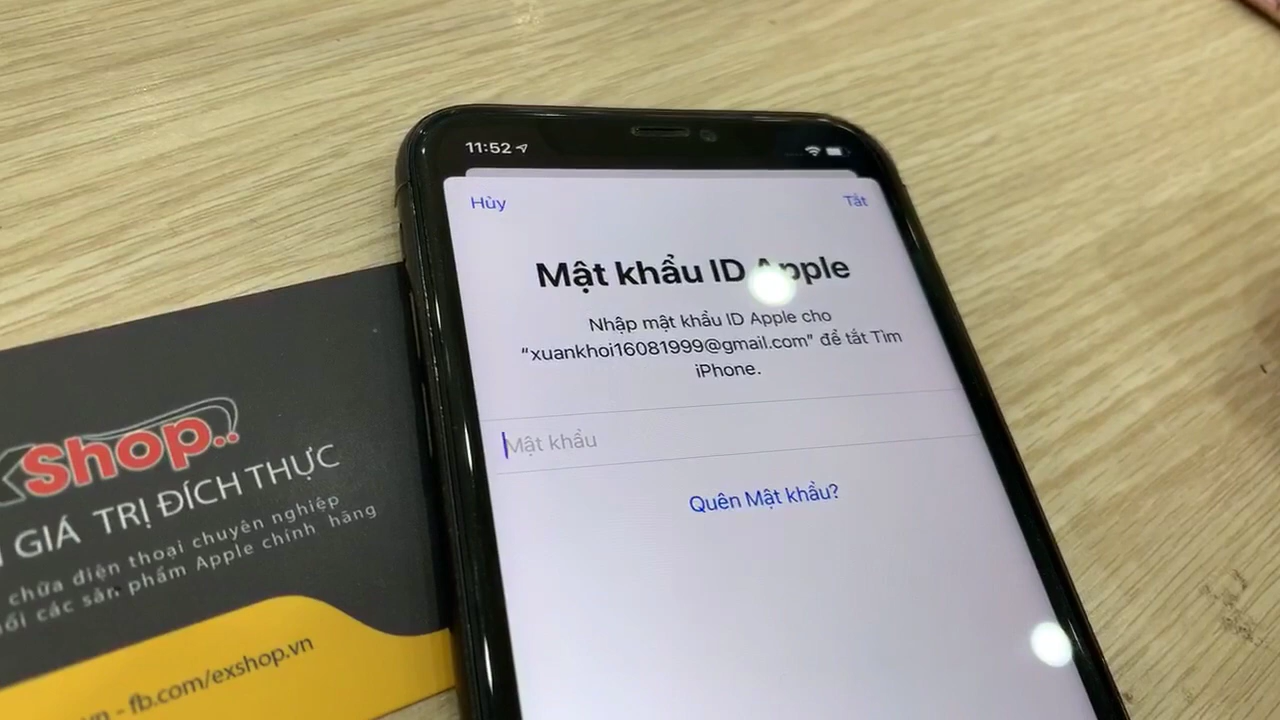 11:52
Hủy
Tắt
Mật khẩu ID Apple
Nhập mật khẩu ID Apple cho
“xuankhoi16081999@gmail.com” để tắt Tìm
iPhone.
Mật khẩu
Quên Mật khẩu?
Shop..
GIÁ TRỊ ĐÍCH THỰC
chữa điện thoại chuyên nghiệp
các sản phẩm Apple chính hãng
- fb.com/exshop.vn